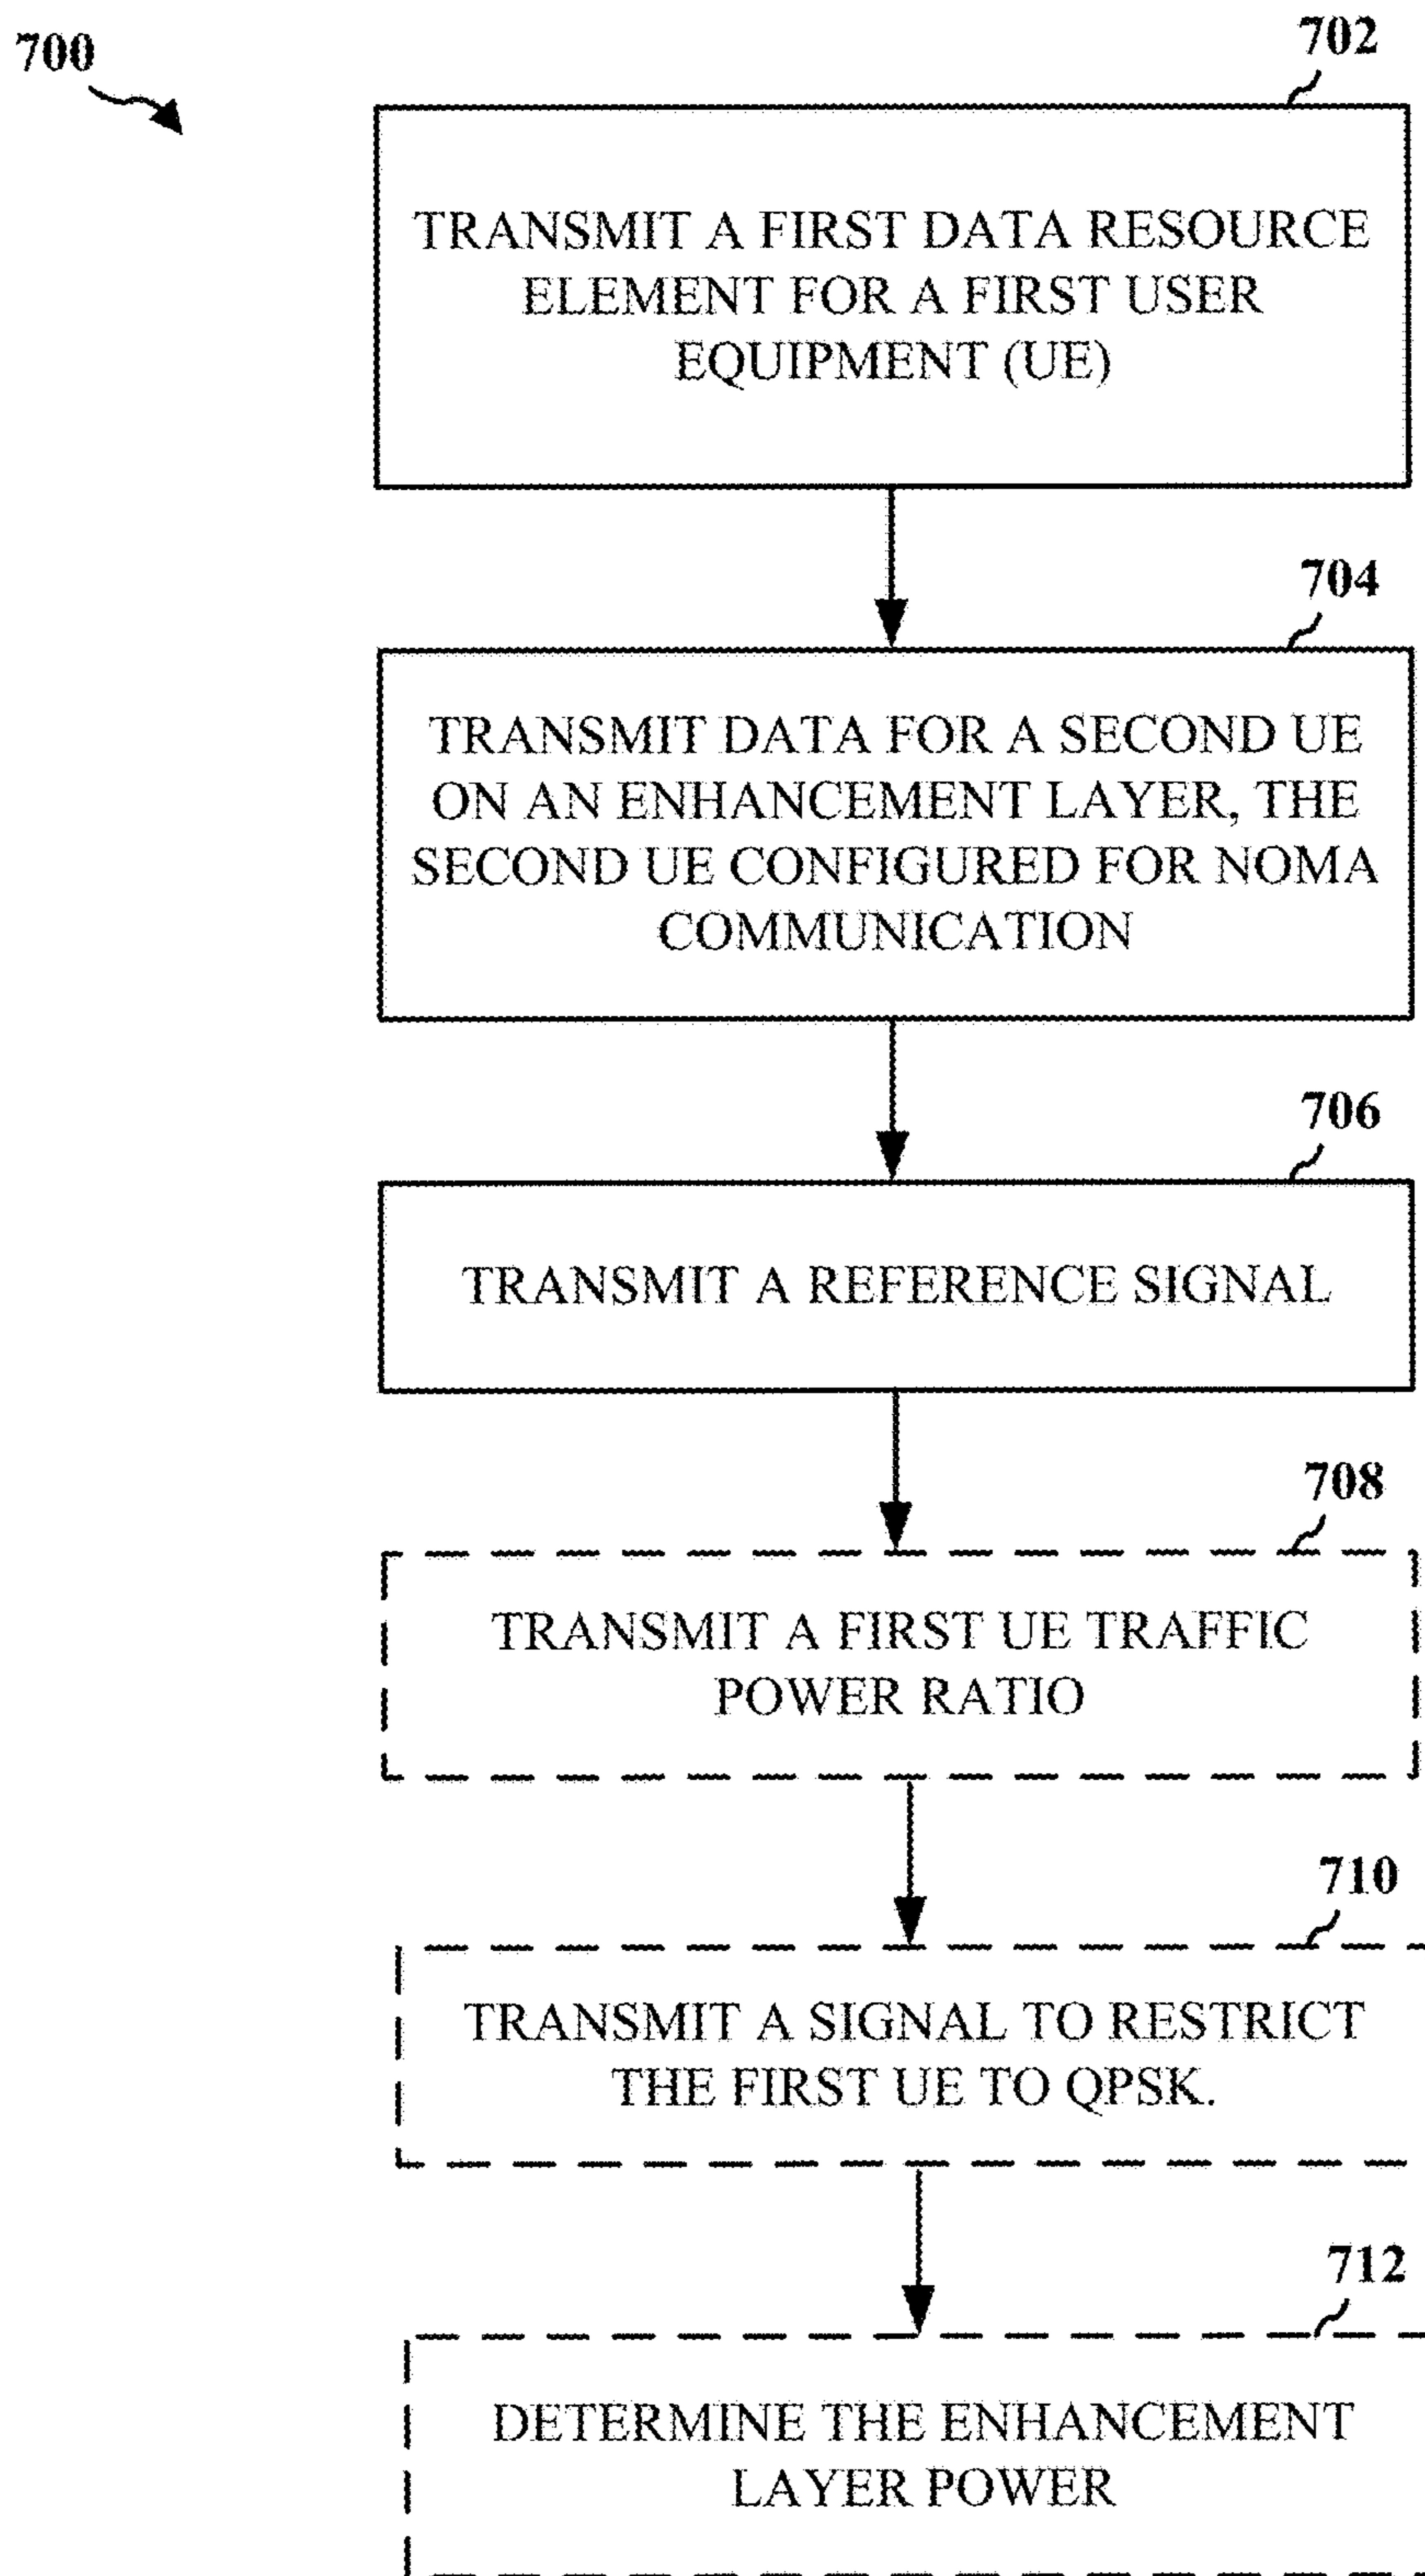 700
702
TRANSMIT A FIRST DATA RESOURCE
ELEMENT FOR A FIRST USER
EQUIPMENT (UE)
704
TRANSMIT DATA FOR A SECOND UE
ON AN ENHANCEMENT LAYER, THE
SECOND UE CONFIGURED FOR NOMA
COMMUNICATION
706
TRANSMIT A REFERENCE SIGNAL
708
TRANSMIT A FIRST UE TRAFFIC
POWER RATIO
710
TRANSMIT A SIGNAL TO RESTRICT
THE FIRST UE TO QPSK.
712
DETERMINE THE ENHANCEMENT
LAYER POWER